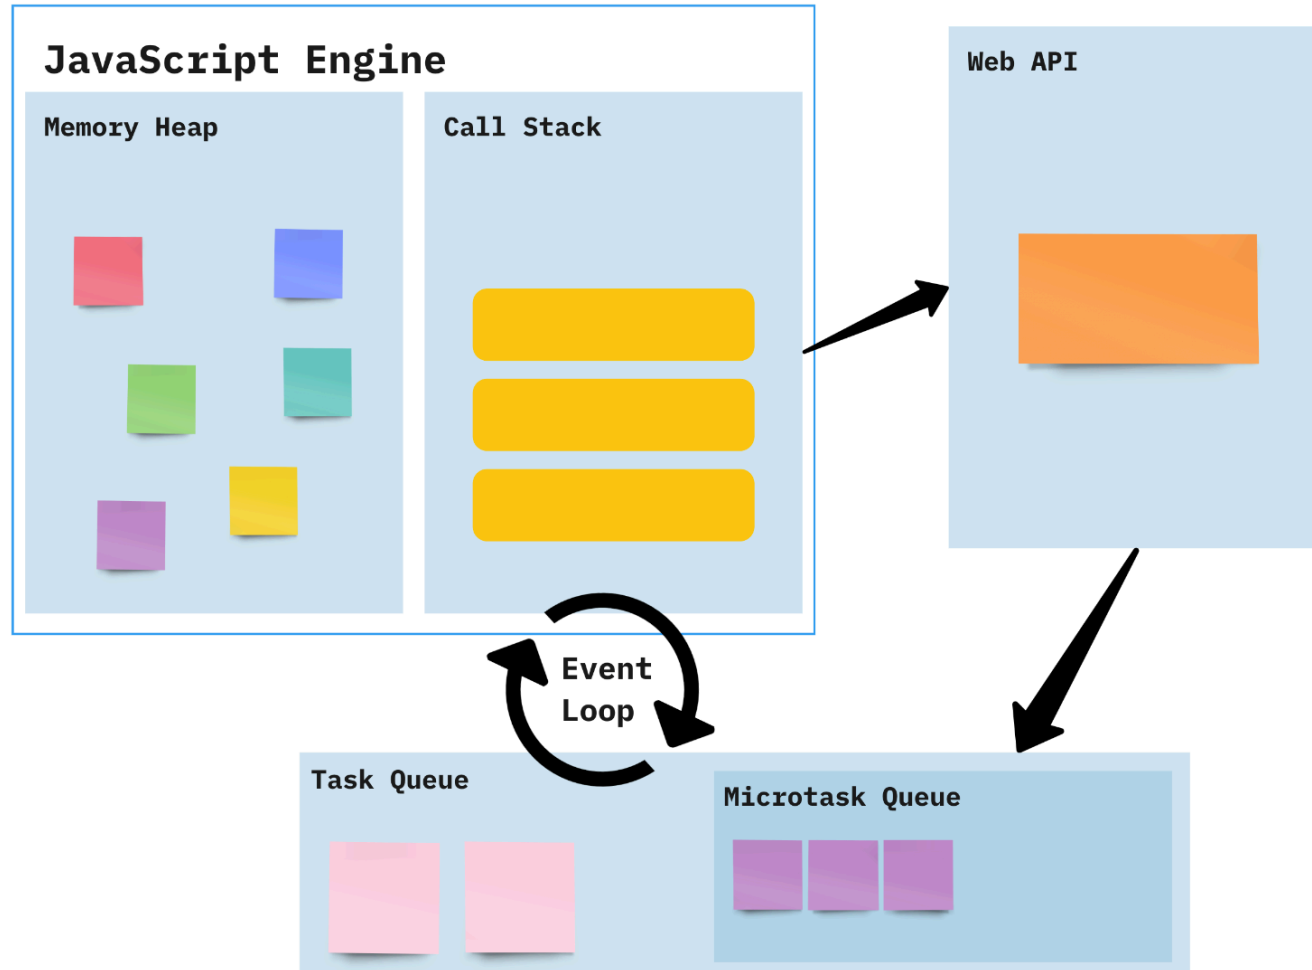 JavaScript Engine
Memory Heap
Call Stack
Web API
Event
Loop
Task Queue
Microtask Queue